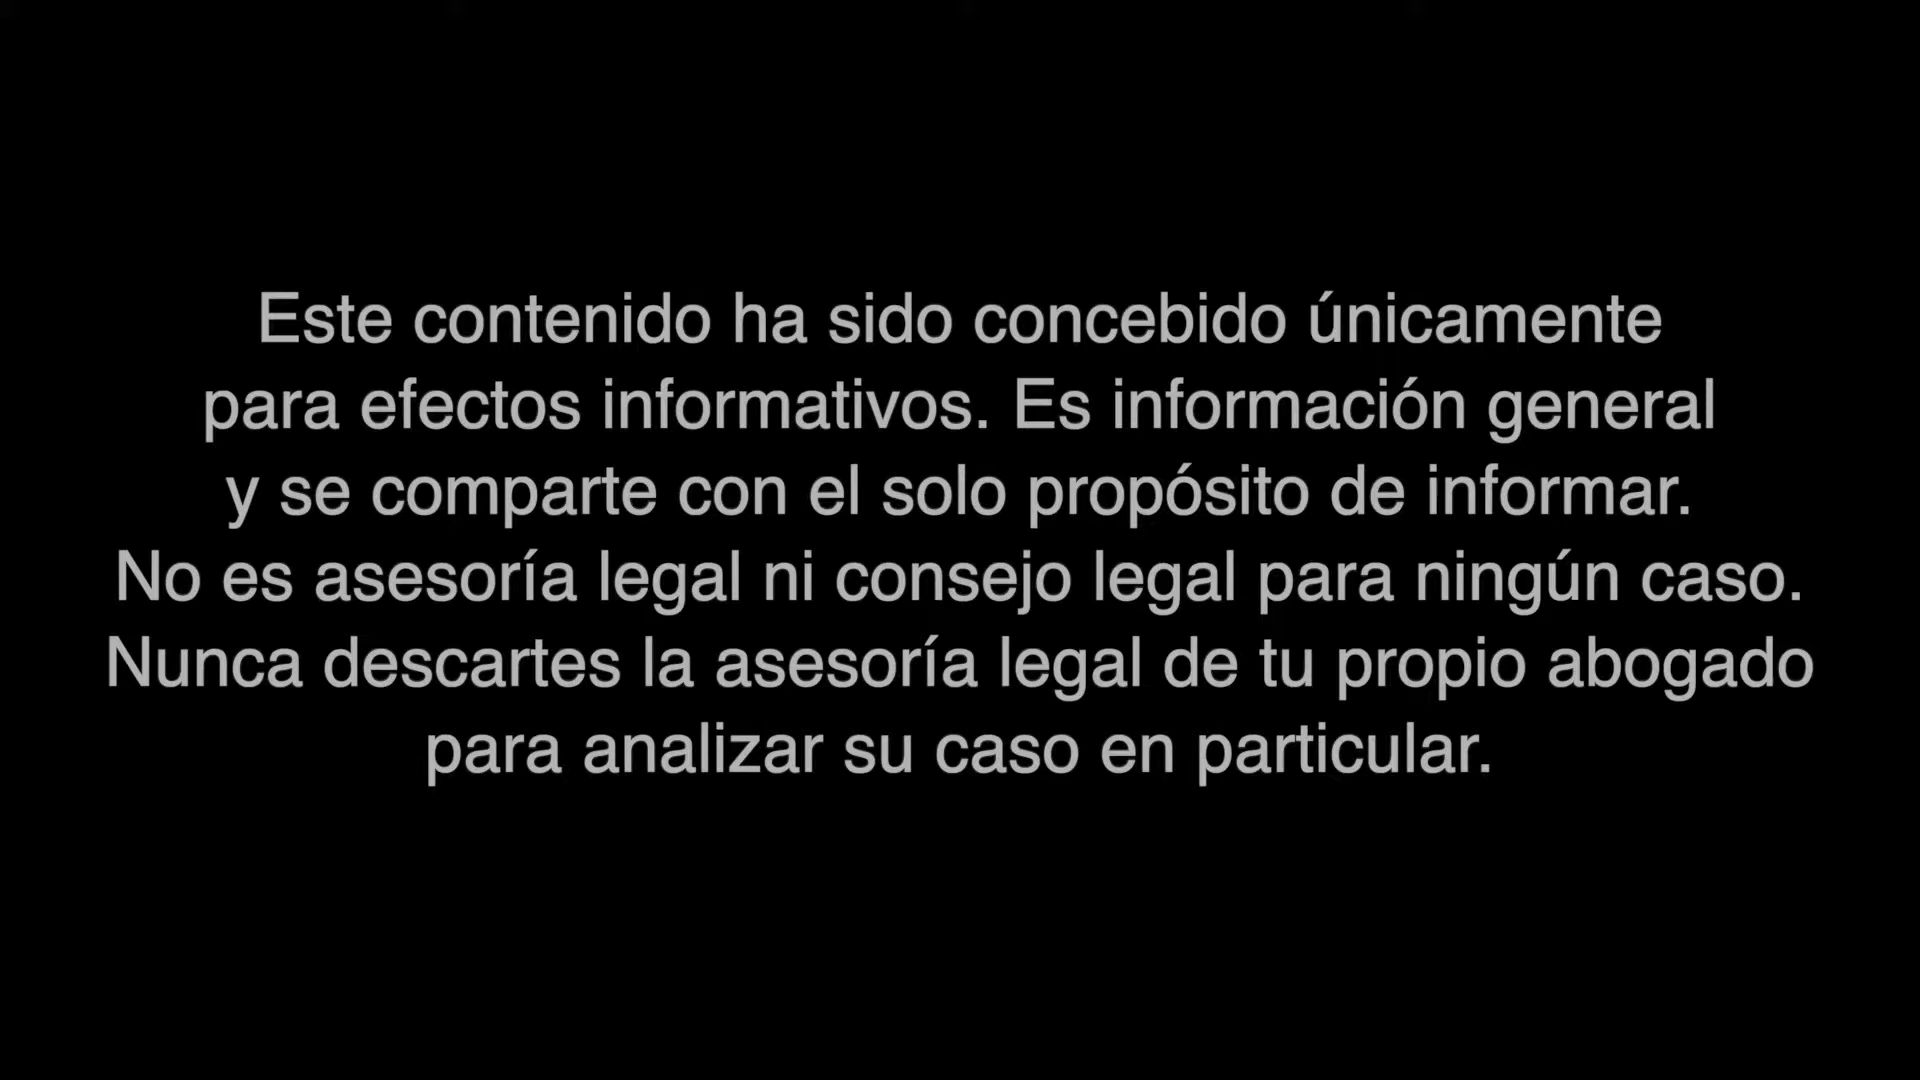 Este contenido ha sido concebido únicamente
para efectos informativos. Es información general
y se comparte con el solo propósito de informar.
No es asesoría legal ni consejo legal para ningún caso.
Nunca descartes la asesoría legal de tu propio abogado
para analizar su caso en particular.